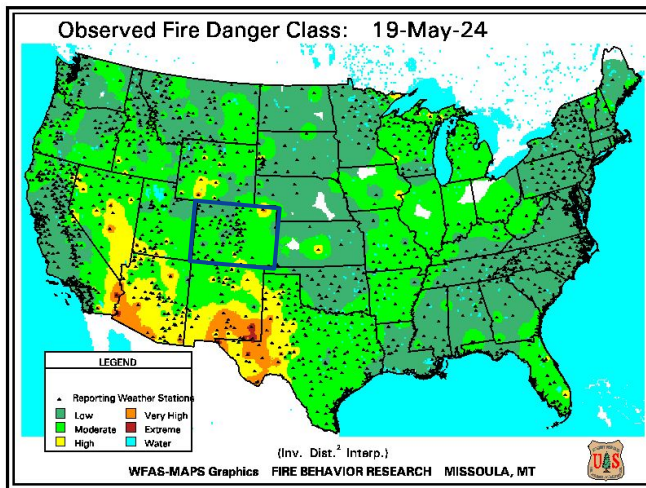 Observed Fire Danger Class: 19-May-24
LEGEND
Reporting Weather Stations
Low
Moderate
High
Very High
Extreme
Water
(Inv. Dist.² Interp.)
WFAS-MAPS Graphics FIRE BEHAVIOR RESEARCH MISSOULA, MT
U S